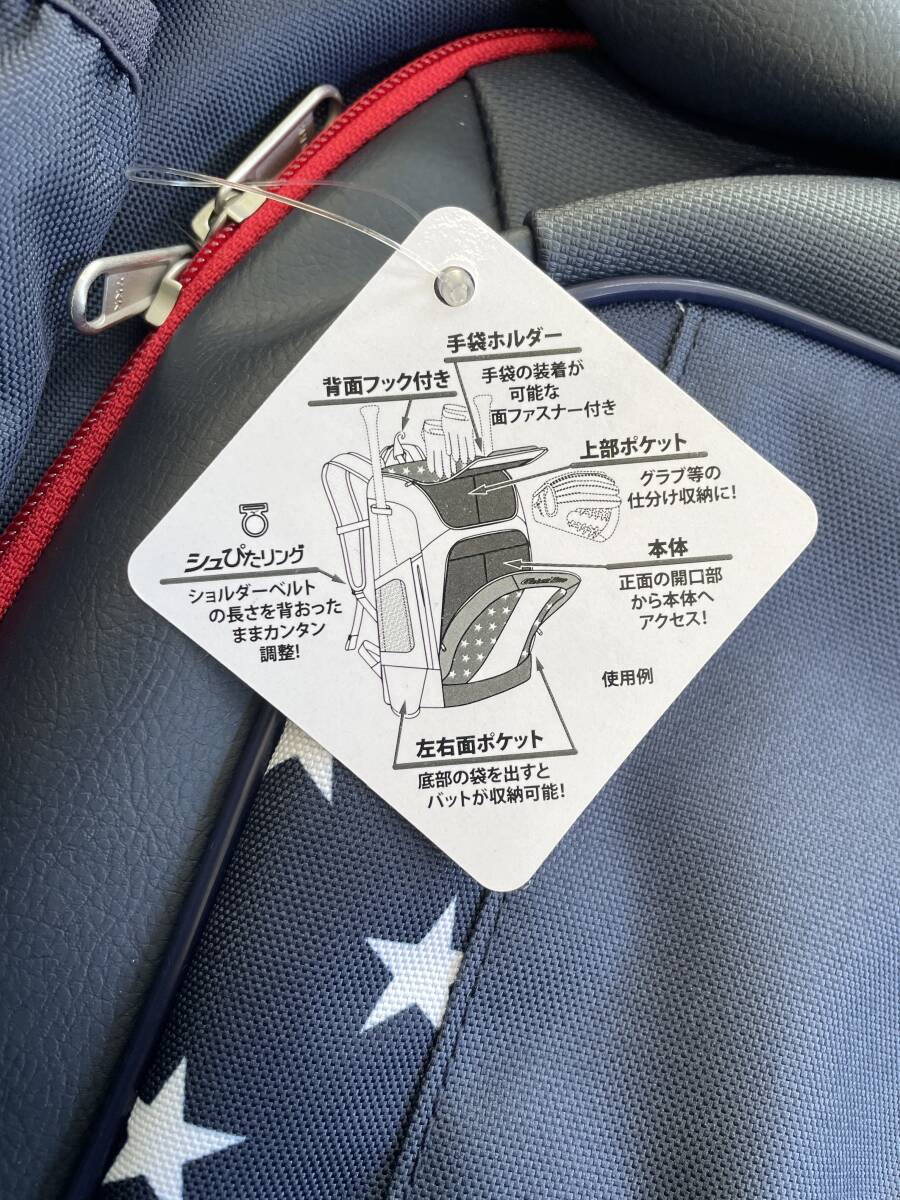 手袋ホルダー
手袋の装着が
可能な
面ファスナー付き
背面フック付き
上部ポケット
グラブ等の
仕分け収納に!
シュぴたリング
ショルダーベルト
の長さを背おった
ままカンタン
調整!
本体
正面の開口部
から本体へ
アクセス!
使用例
左右面ポケット
底部の袋を出すと
バットが収納可能!